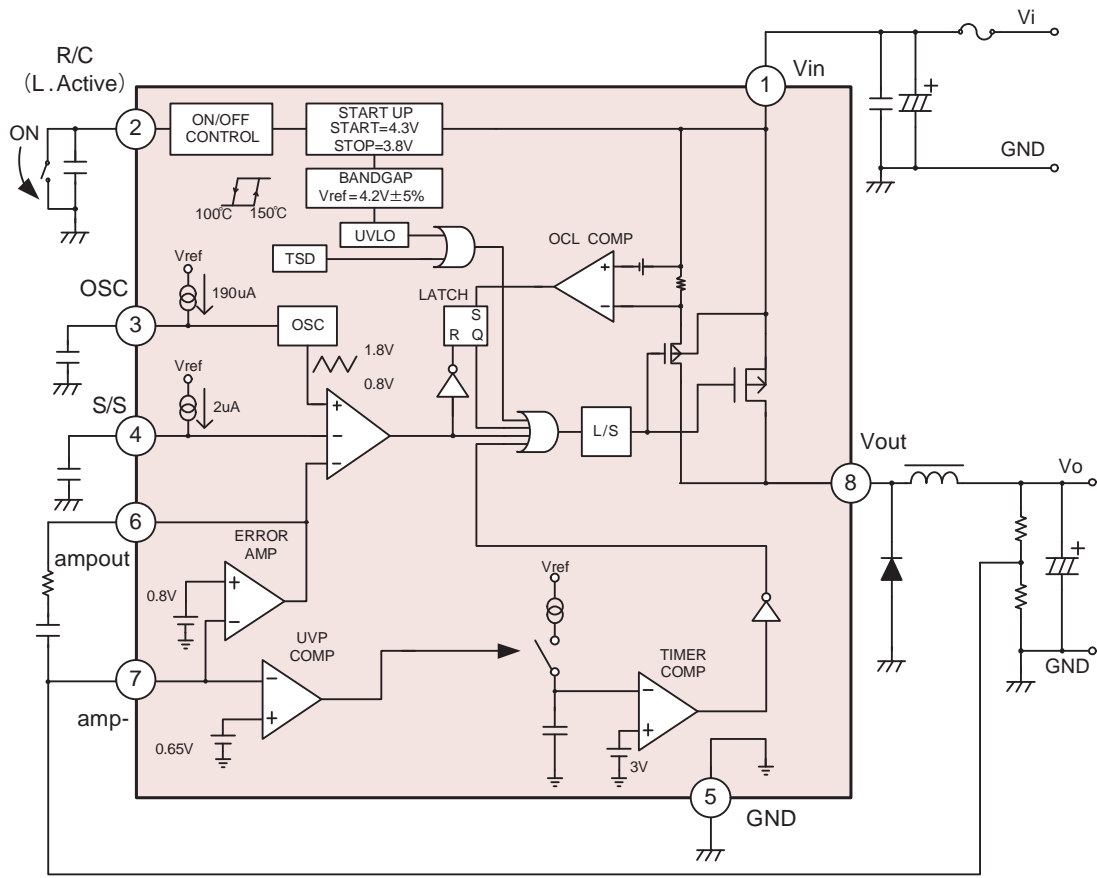 Vi
R/C
(L.Active)
1
Vin
2
ON/OFF
CONTROL
START UP
START=4.3V
STOP=3.8V
ON
GND
BANDGAP
Vref=4.2V±5%
100℃ 150℃
UVLO
TSD
OCL COMP
+
−
Vref
190uA
OSC
3
OSC
LATCH
S
R Q
1.8V
0.8V
Vref
2uA
S/S
4
+
−
−
L/S
Vout
8
Vo
6
ampout
ERROR
AMP
0.8V
+
−
Vref
+
UVP
COMP
TIMER
COMP
7
amp-
−
+
0.65V
−
+
3V
GND
5
GND
+